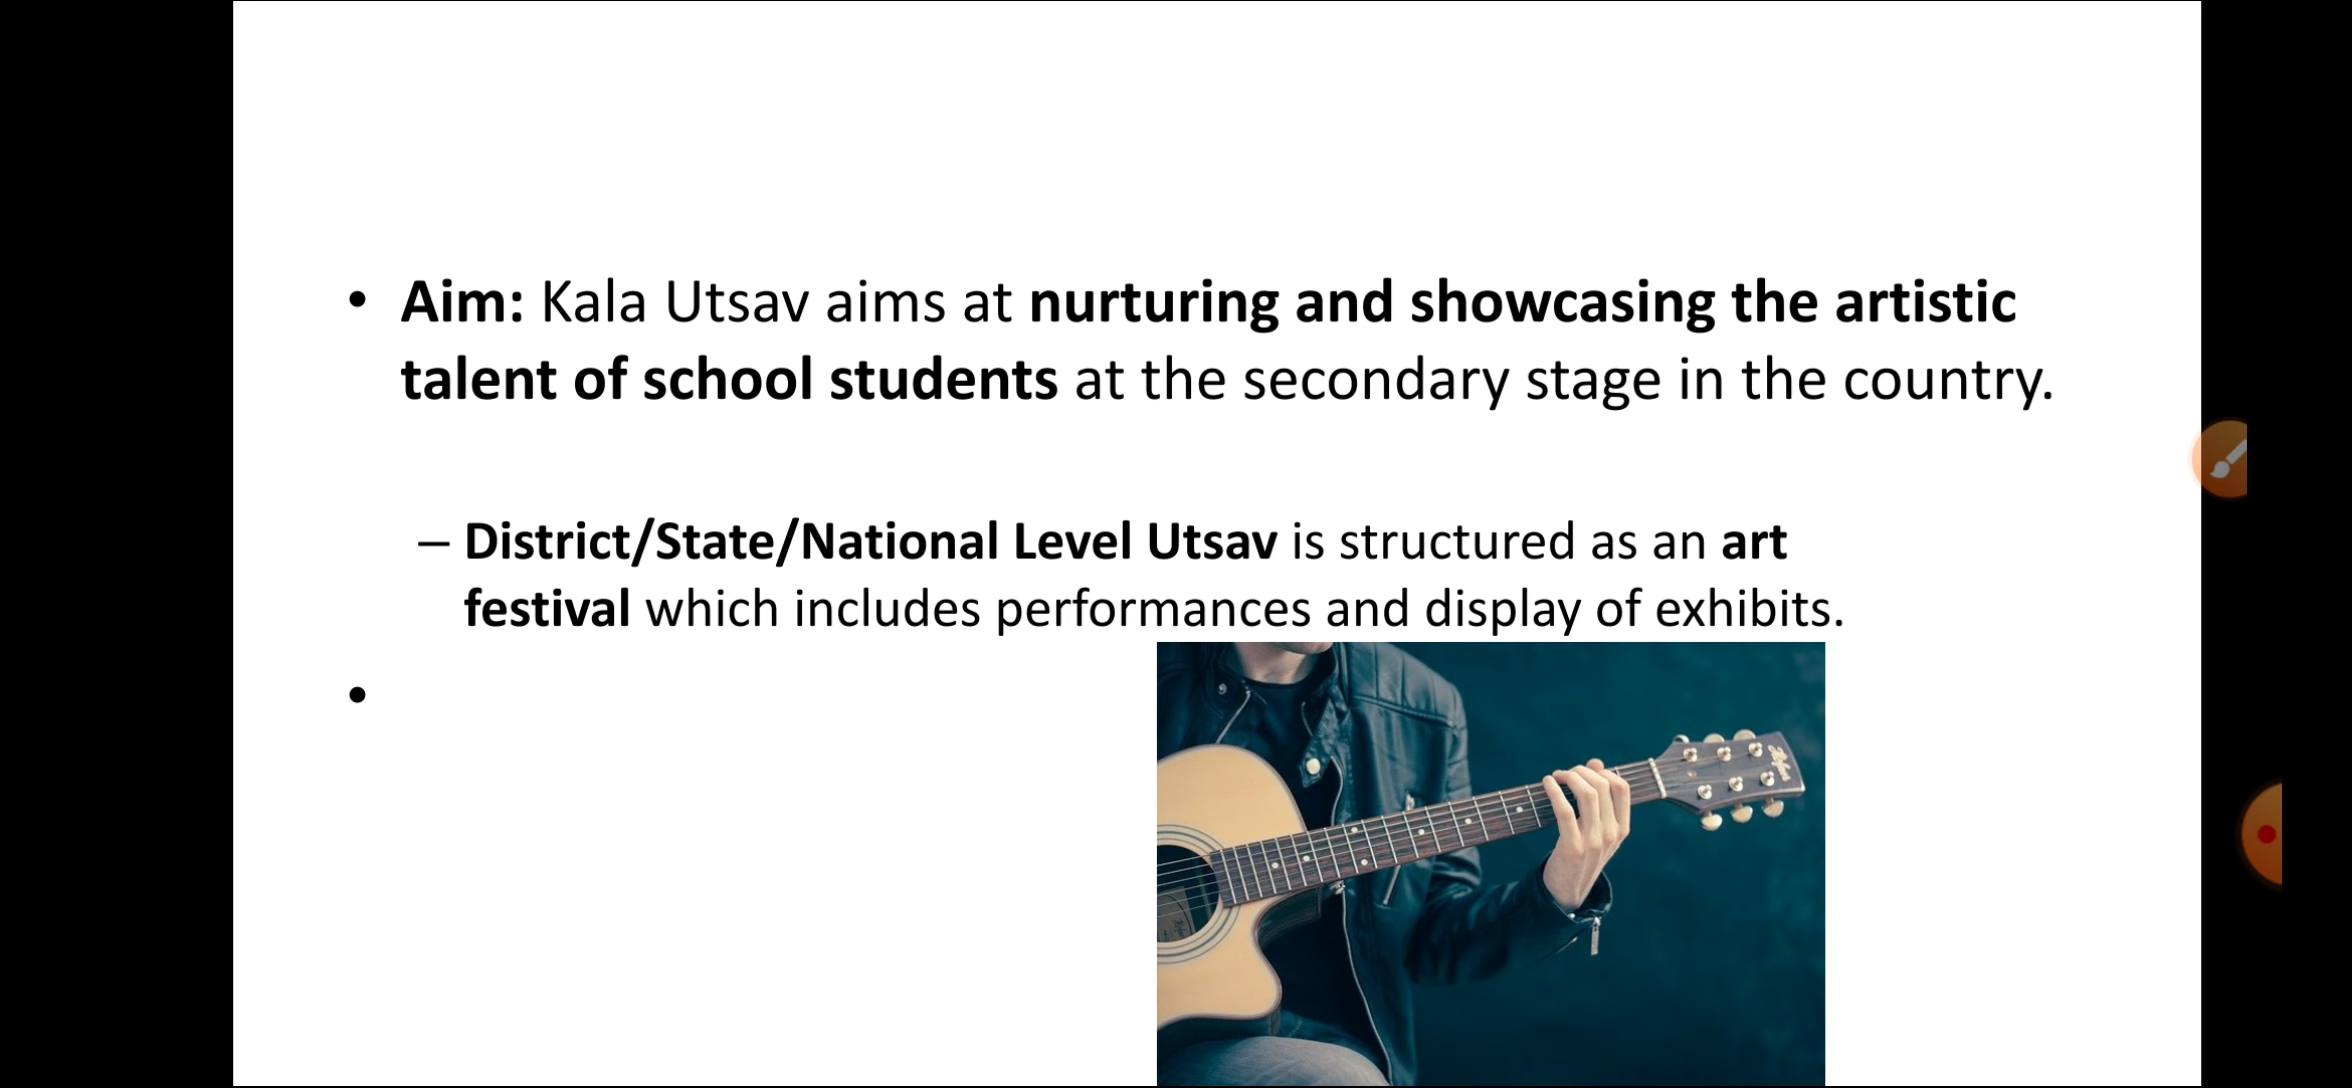 • Aim: Kala Utsav aims at nurturing and showcasing the artistic
talent of school students at the secondary stage in the country.
– District/State/National Level Utsav is structured as an art
festival which includes performances and display of exhibits.
•